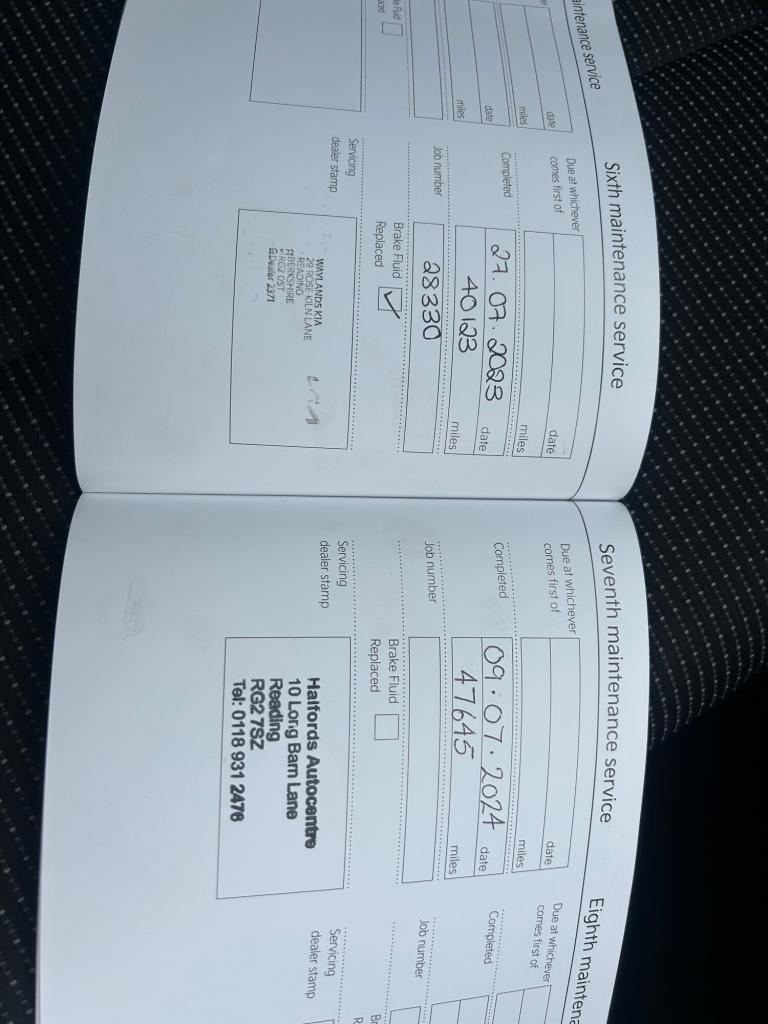 aintenance service
date
miles
date
miles
Sixth maintenance service
Due at whichever
comes first of
date
miles
Completed
27.07.2023 date
40123 miles
Job number
28330
Brake Fluid
Replaced
Servicing
dealer stamp
WAYLANDS KIA
29 ROSE KILN LANE
READING
BERKSHIRE
RG2 0ST
Dealer 2371
Seventh maintenance service
Due at whichever
comes first of
date
miles
Completed
09.07.2024 date
47645 miles
Job number
Brake Fluid
Replaced
Servicing
dealer stamp
Halfords Autocentre
10 Long Barn Lane
Reading
RG2 7SZ
Tel: 0118 931 2476
Eighth maintena
Due at whichever
comes first of
Completed
Job number
Br
R
Servicing
dealer stamp